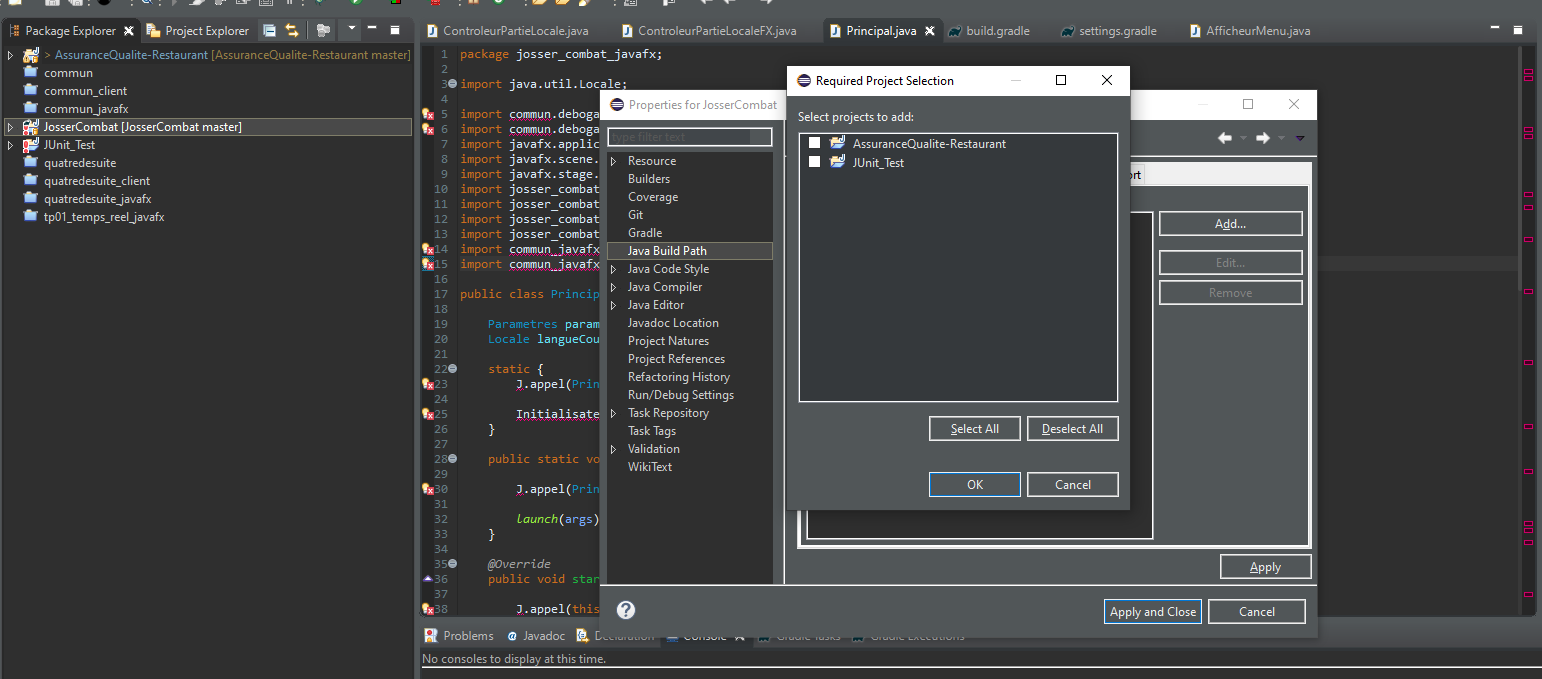 Package Explorer
Project Explorer
> AssuranceQualite-Restaurant [AssuranceQualite-Restaurant master]
commun
commun_client
commun_javafx
JosserCombat [JosserCombat master]
JUnit_Test
quatredesuite
quatredesuite_client
quatredesuite_javafx
tp01_temps_reel_javafx
ControleurPartieLocale.java
ControleurPartieLocaleFX.java
Principal.java
build.gradle
settings.gradle
AfficheurMenu.java
1 package josser_combat_javafx;
2
3 import java.util.Locale;
4
5 import commun.deboga
6 import commun.deboga
7 import javafx.applic
8 import javafx.scene.
9 import javafx.stage.
10 import josser_combat
11 import josser_combat
12 import josser_combat
13 import josser_combat
14 import commun_javafx
15 import commun_javafx
16
17 public class Princip
18
19 Parametres param
20 Locale langueCou
21
22 static {
23 J.appel(Prin
24
25 Initialisate
26 }
27
28 public static vo
29
30 J.appel(Prin
31
32 launch(args)
33 }
34
35 @Override
36 public void star
37
38 J.appel(this
Properties for JosserCombat
type filter text
Resource
Builders
Coverage
Git
Gradle
Java Build Path
Java Code Style
Java Compiler
Java Editor
Javadoc Location
Project Natures
Project References
Refactoring History
Run/Debug Settings
Task Repository
Task Tags
Validation
WikiText
ort
Add...
Edit...
Remove
Apply
Apply and Close
Cancel
Required Project Selection
Select projects to add:
AssuranceQualite-Restaurant
JUnit_Test
Select All
Deselect All
OK
Cancel
Problems
Javadoc
Declaration
Console
Gradle Tasks
Gradle Executions
No consoles to display at this time.